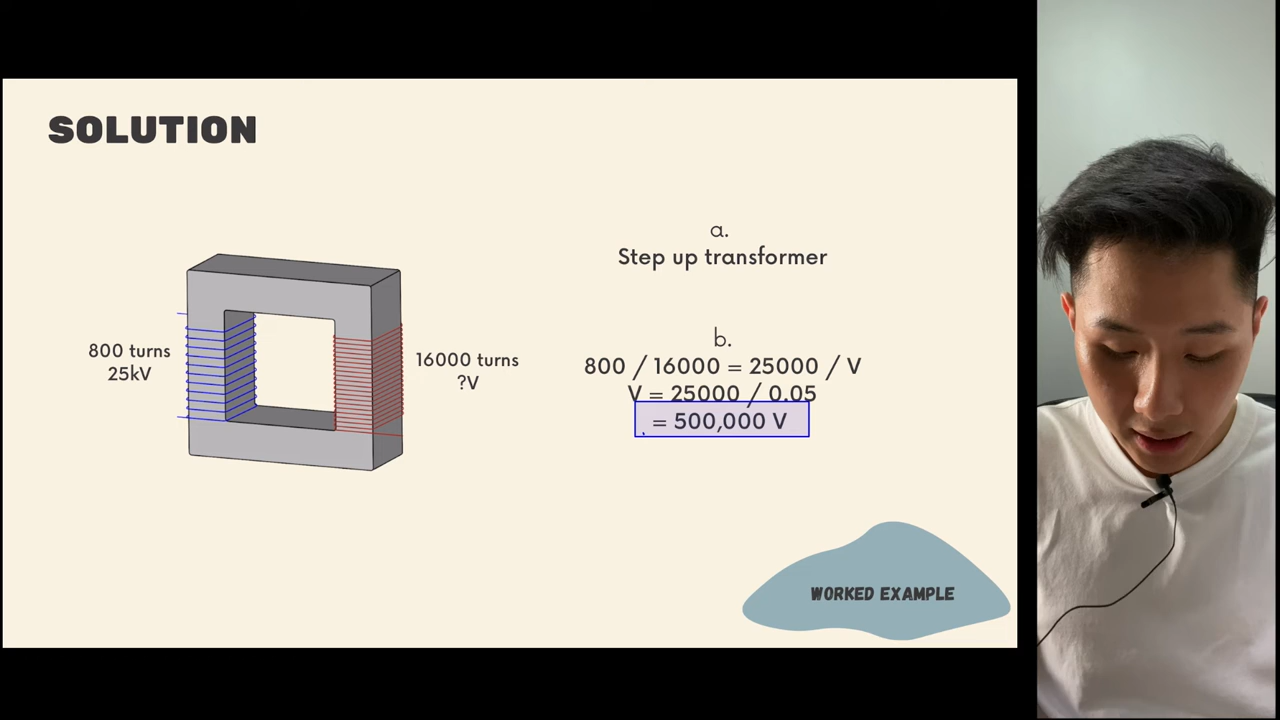 SOLUTION
800 turns
25kV
16000 turns
?V
a.
Step up transformer
b.
800 / 16000 = 25000 / V
V = 25000 / 0.05
= 500,000 V
WORKED EXAMPLE